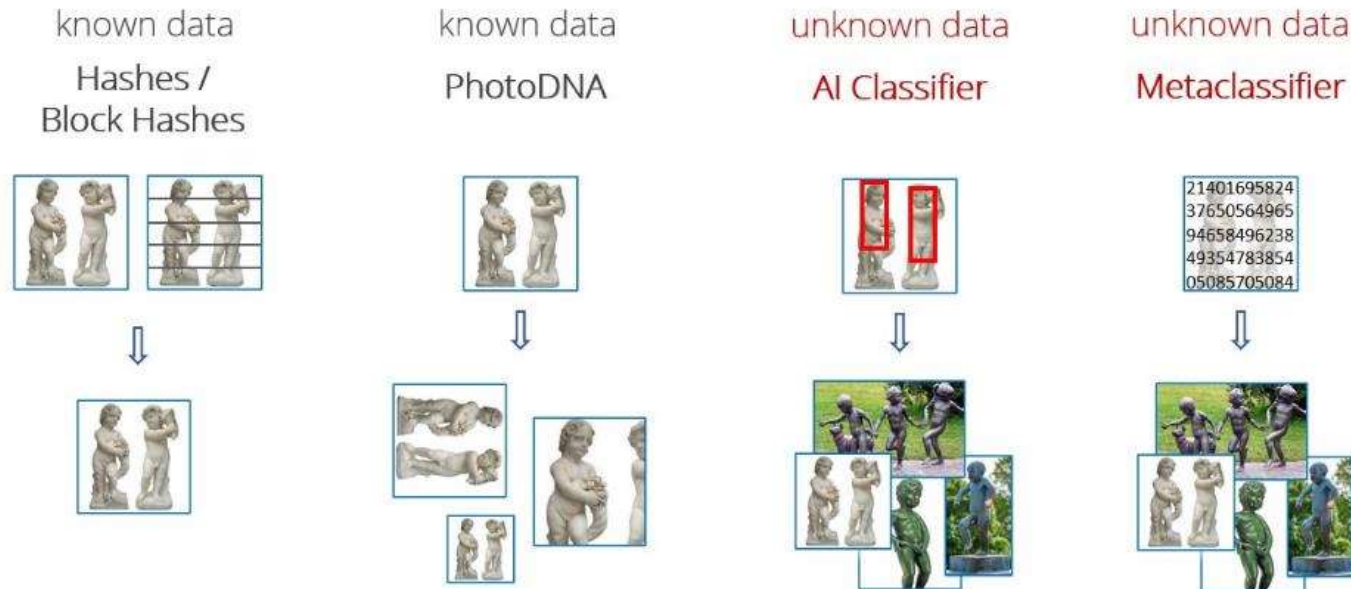 known data
Hashes /
Block Hashes
known data
PhotoDNA
unknown data
AI Classifier
unknown data
Metaclassifier
21401695824
37650564965
94658496238
49354783854
05085705084